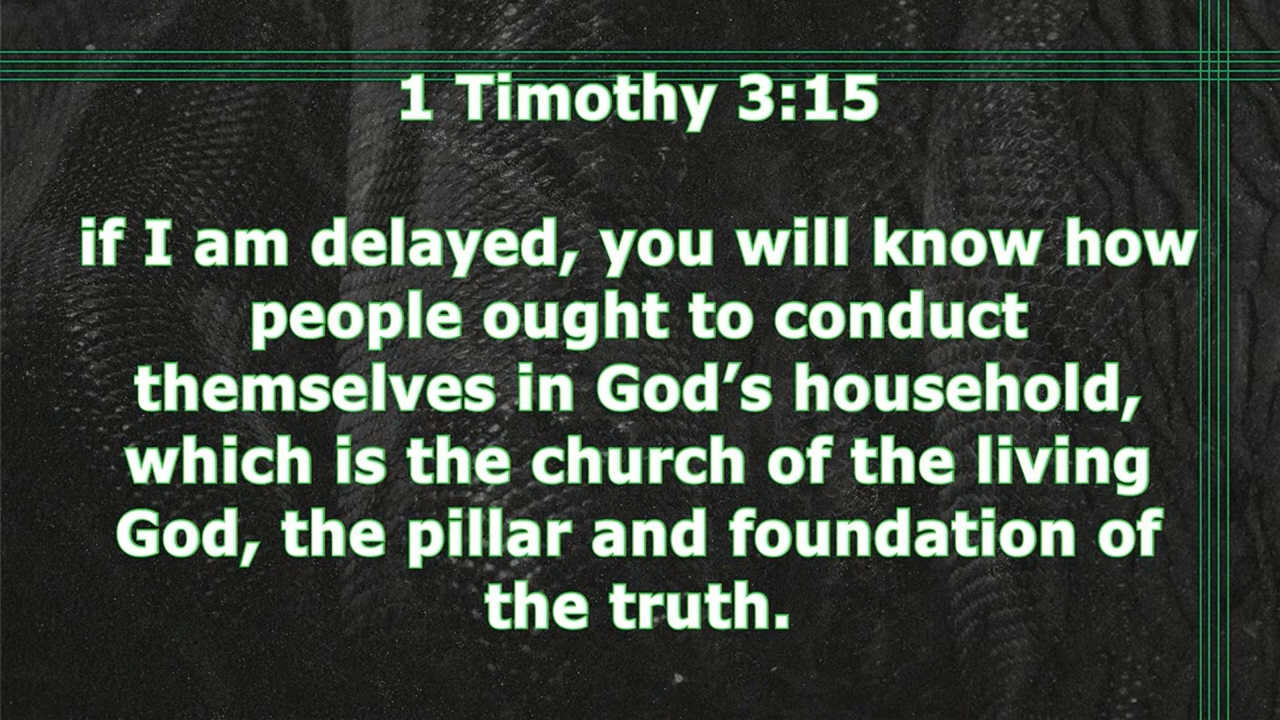 1 Timothy 3:15
if I am delayed, you will know how
people ought to conduct
themselves in God’s household,
which is the church of the living
God, the pillar and foundation of
the truth.